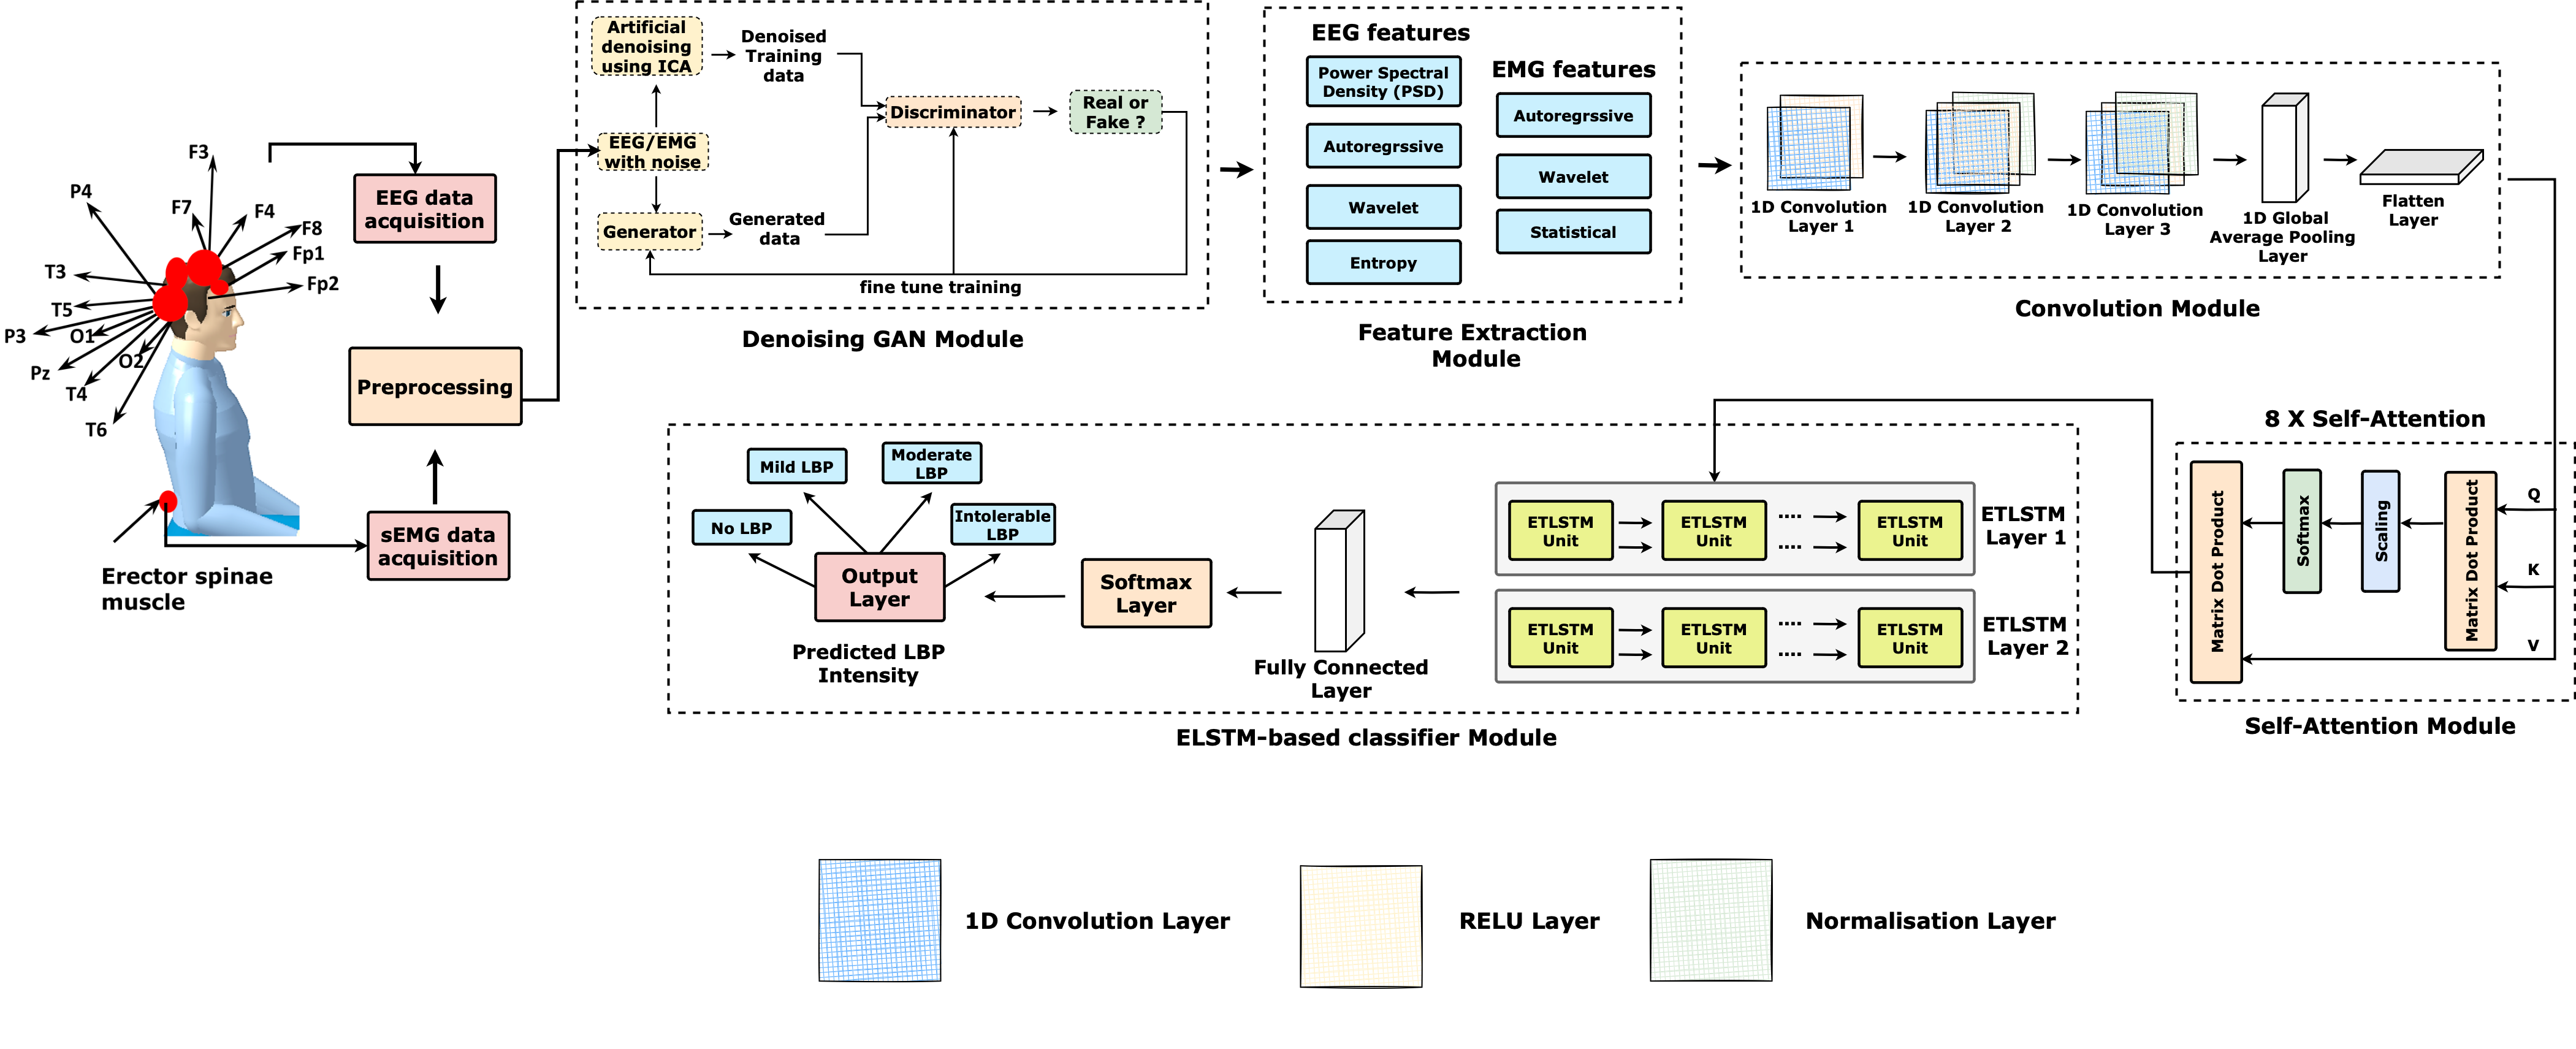 F3
P4
F7
F4
F8
Fp1
Fp2
T3
T5
P3
O1
O2
Pz
T4
T6
Erector spinae
muscle
EEG data
acquisition
Preprocessing
sEMG data
acquisition
Artificial
denoising
using ICA
Denoised
Training
data
EEG/EMG
with noise
Generator
Generated
data
Discriminator
Real or
Fake ?
fine tune training
Denoising GAN Module
EEG features
Power Spectral
Density (PSD)
Autoregrssive
Wavelet
Entropy
EMG features
Autoregrssive
Wavelet
Statistical
Feature Extraction
Module
1D Convolution
Layer 1
1D Convolution
Layer 2
1D Convolution
Layer 3
1D Global
Average Pooling
Layer
Flatten
Layer
Convolution Module
8 X Self-Attention
Q
K
V
Matrix Dot Product
Scaling
Softmax
Matrix Dot Product
Self-Attention Module
ETLSTM
Unit
ETLSTM
Unit
ETLSTM
Unit
ETLSTM
Layer 1
ETLSTM
Unit
ETLSTM
Unit
ETLSTM
Unit
ETLSTM
Layer 2
Fully Connected
Layer
Softmax
Layer
Output
Layer
No LBP
Mild LBP
Moderate
LBP
Intolerable
LBP
Predicted LBP
Intensity
ELSTM-based classifier Module
1D Convolution Layer
RELU Layer
Normalisation Layer